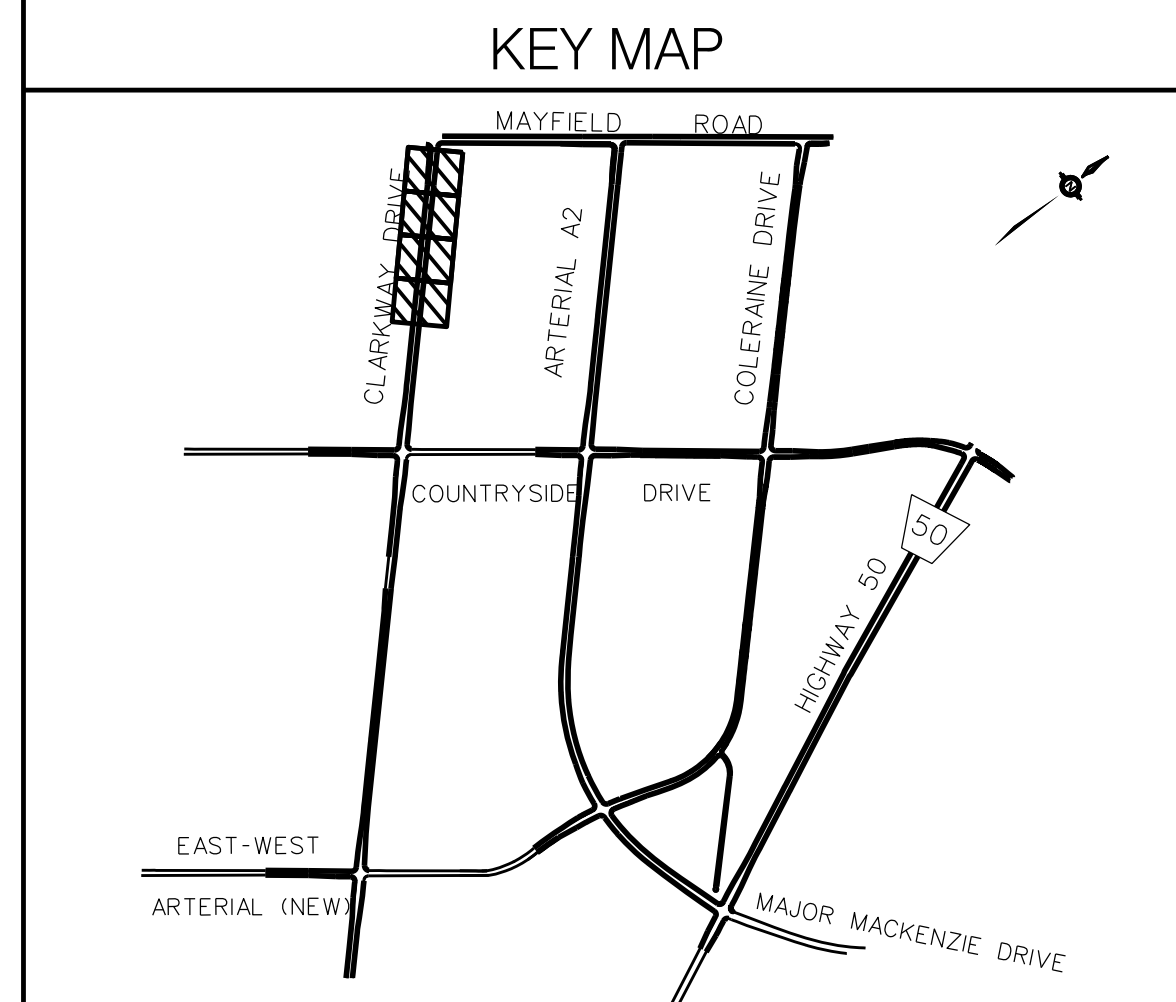 KEY MAP
MAYFIELD ROAD
CLARKWAY DRIVE
ARTERIAL A2
COLERAINE DRIVE
N
COUNTRYSIDE DRIVE
50
HIGHWAY 50
EAST-WEST
ARTERIAL (NEW)
MAJOR MACKENZIE DRIVE